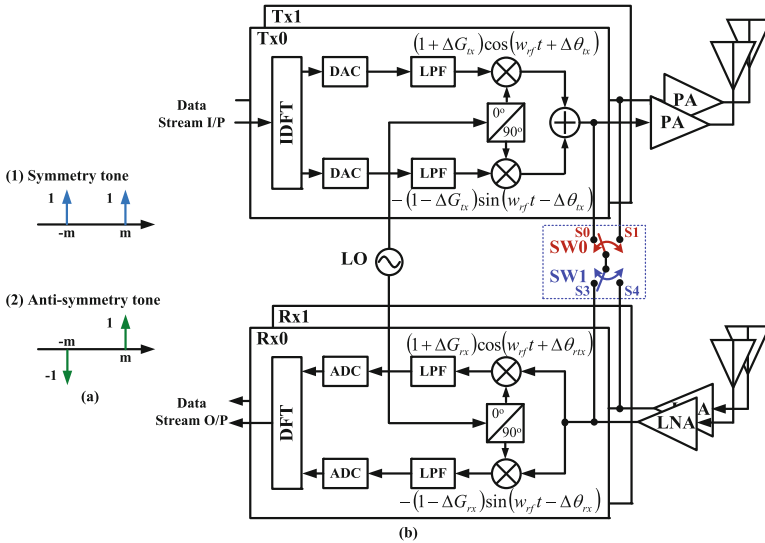 Tx1
Tx0
(1+ΔG_tx)cos(w_rf t+Δθ_tx)
DAC
LPF
Data
Stream I/P
IDFT
0°
90°
PA
PA
DAC
LPF
−(1−ΔG_tx)sin(w_rf t−Δθ_tx)
(1) Symmetry tone
1
1
-m
m
LO
S0
S1
SW0
SW1
S3
S4
(2) Anti-symmetry tone
-m
1
m
-1
(a)
Rx1
Rx0
(1+ΔG_rx)cos(w_rf t+Δθ_rtx)
ADC
LPF
Data
Stream O/P
DFT
0°
90°
A
LNA
ADC
LPF
−(1−ΔG_rx)sin(w_rf t−Δθ_rx)
(b)